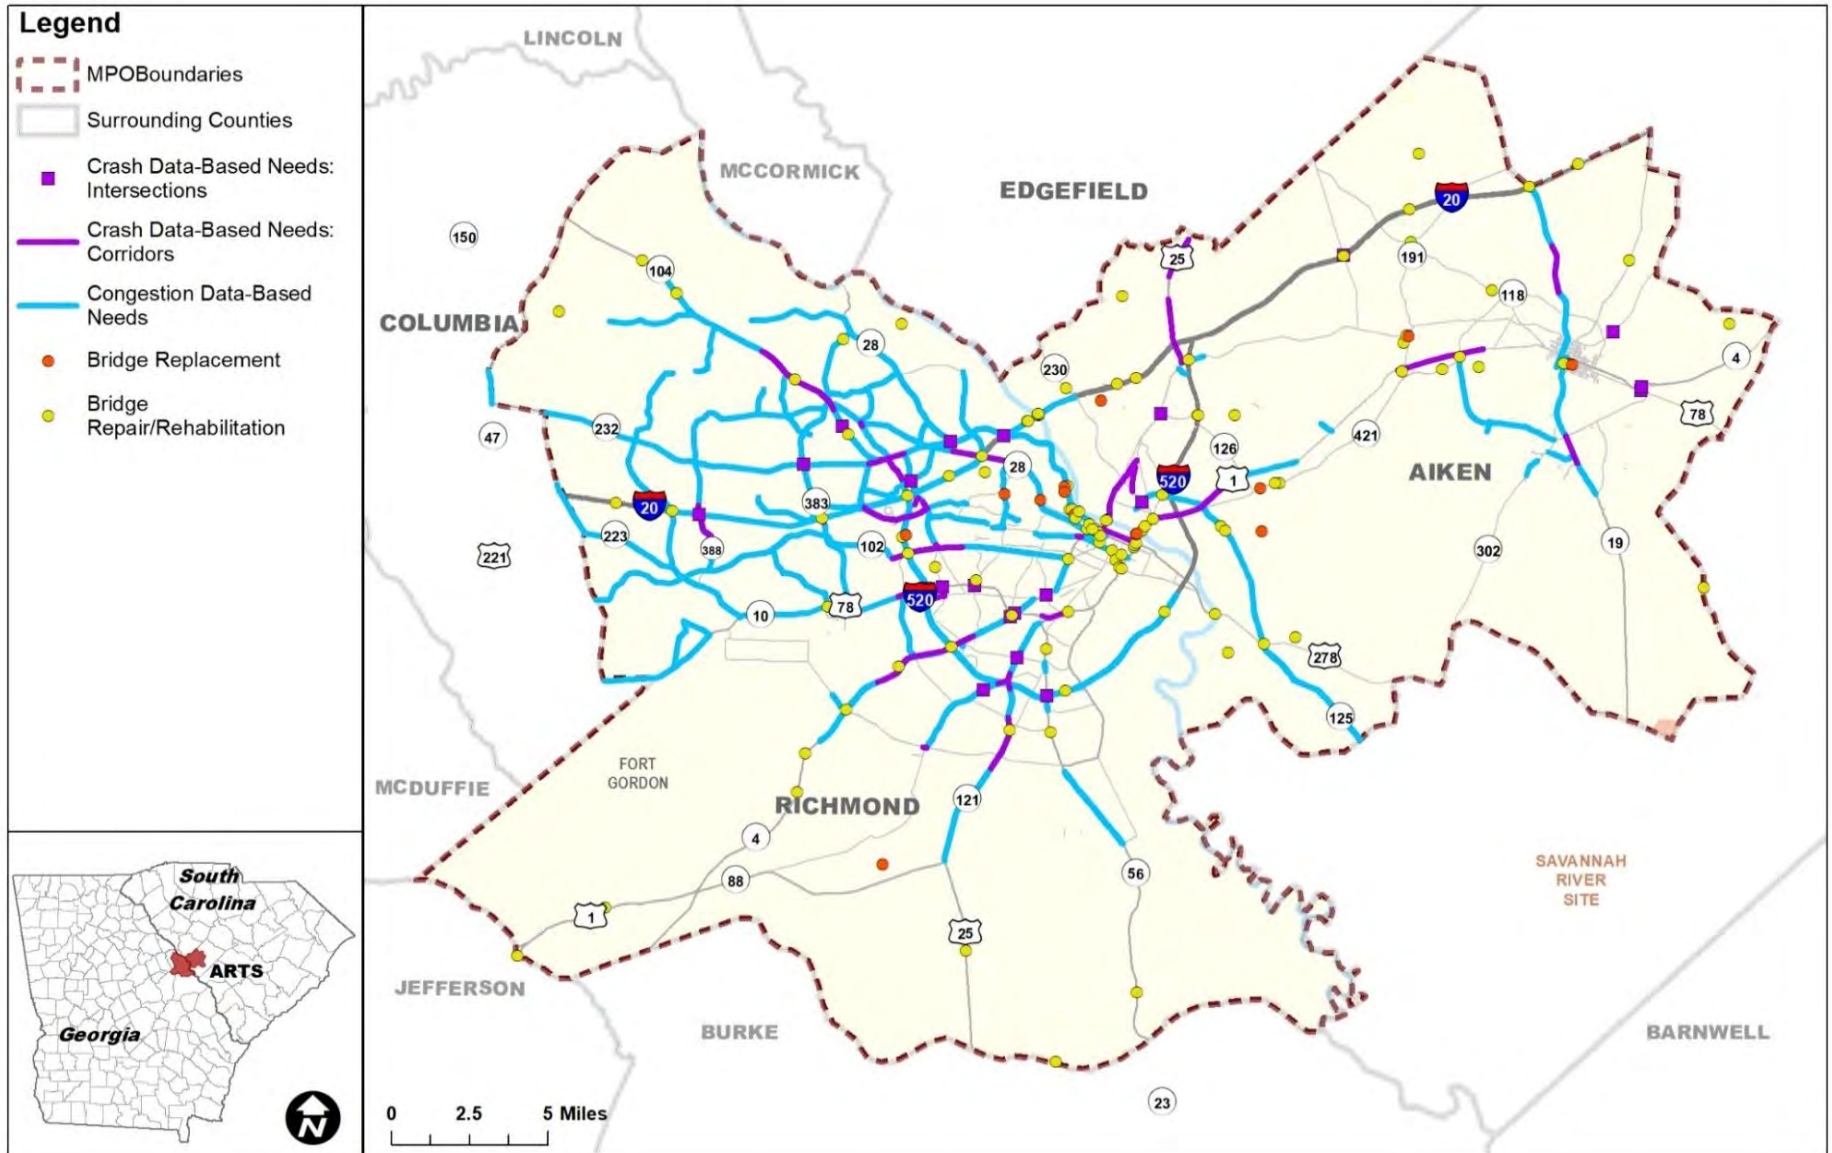 Legend
MPOBoundaries
Surrounding Counties
Crash Data-Based Needs:
Intersections
Crash Data-Based Needs:
Corridors
Congestion Data-Based
Needs
Bridge Replacement
Bridge
Repair/Rehabilitation
South
Carolina
ARTS
Georgia
N
LINCOLN
MCCORMICK
EDGEFIELD
20
150
25
191
104
118
COLUMBIA
28
230
4
78
232
47
421
126
28
AIKEN
520
1
20
383
223
102
388
221
302
19
520
78
10
278
125
FORT
GORDON
MCDUFFIE
RICHMOND
121
4
88
56
SAVANNAH
RIVER
SITE
1
25
JEFFERSON
BURKE
BARNWELL
23
0 2.5 5 Miles